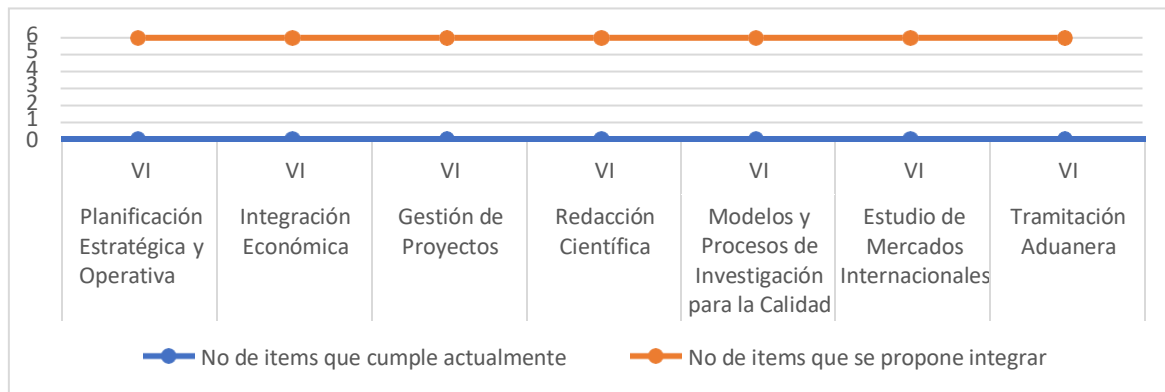 6
5
4
3
2
1
0
VI VI VI VI VI VI VI
Planificación
Estratégica y
Operativa
Integración
Económica
Gestión de
Proyectos
Redacción
Científica
Modelos y
Procesos de
Investigación
para la Calidad
Estudio de
Mercados
Internacionales
Tramitación
Aduanera
No de items que cumple actualmente
No de items que se propone integrar